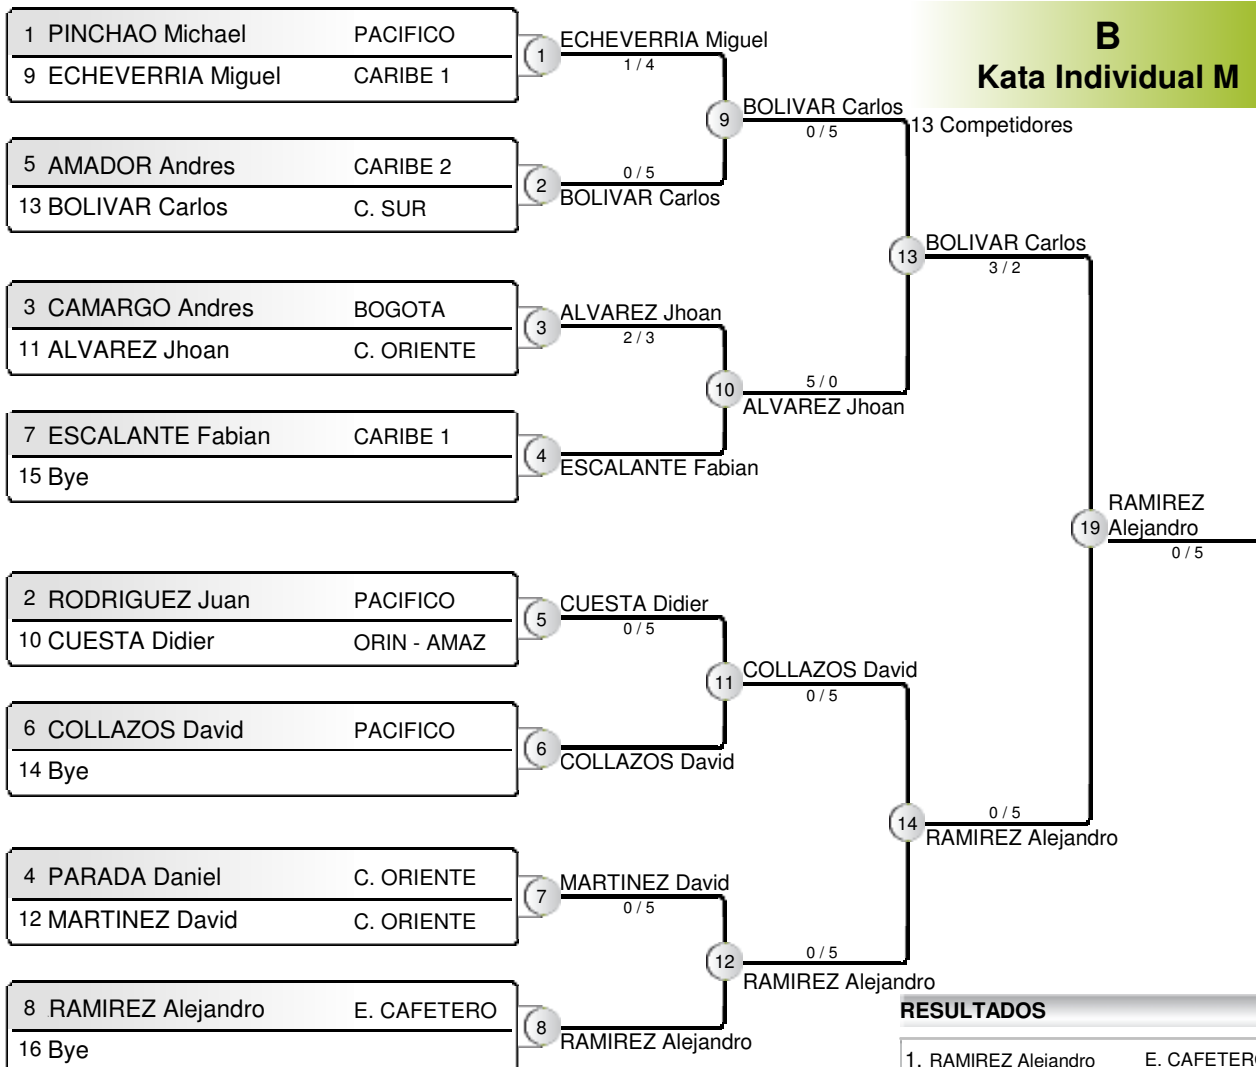 B
Kata Individual M
13 Competidores
1 PINCHAO Michael PACIFICO
9 ECHEVERRIA Miguel CARIBE 1
1
ECHEVERRIA Miguel
1 / 4
5 AMADOR Andres CARIBE 2
13 BOLIVAR Carlos C. SUR
2
0 / 5
BOLIVAR Carlos
9
BOLIVAR Carlos
0 / 5
3 CAMARGO Andres BOGOTA
11 ALVAREZ Jhoan C. ORIENTE
3
ALVAREZ Jhoan
2 / 3
7 ESCALANTE Fabian CARIBE 1
15 Bye
4
ESCALANTE Fabian
10
5 / 0
ALVAREZ Jhoan
13
BOLIVAR Carlos
3 / 2
19
RAMIREZ
Alejandro
0 / 5
2 RODRIGUEZ Juan PACIFICO
10 CUESTA Didier ORIN - AMAZ
5
CUESTA Didier
0 / 5
6 COLLAZOS David PACIFICO
14 Bye
6
COLLAZOS David
11
COLLAZOS David
0 / 5
14
0 / 5
RAMIREZ Alejandro
4 PARADA Daniel C. ORIENTE
12 MARTINEZ David C. ORIENTE
7
MARTINEZ David
0 / 5
8 RAMIREZ Alejandro E. CAFETERO
16 Bye
8
RAMIREZ Alejandro
12
0 / 5
RAMIREZ Alejandro
RESULTADOS
1. RAMIREZ Alejandro E. CAFETERO